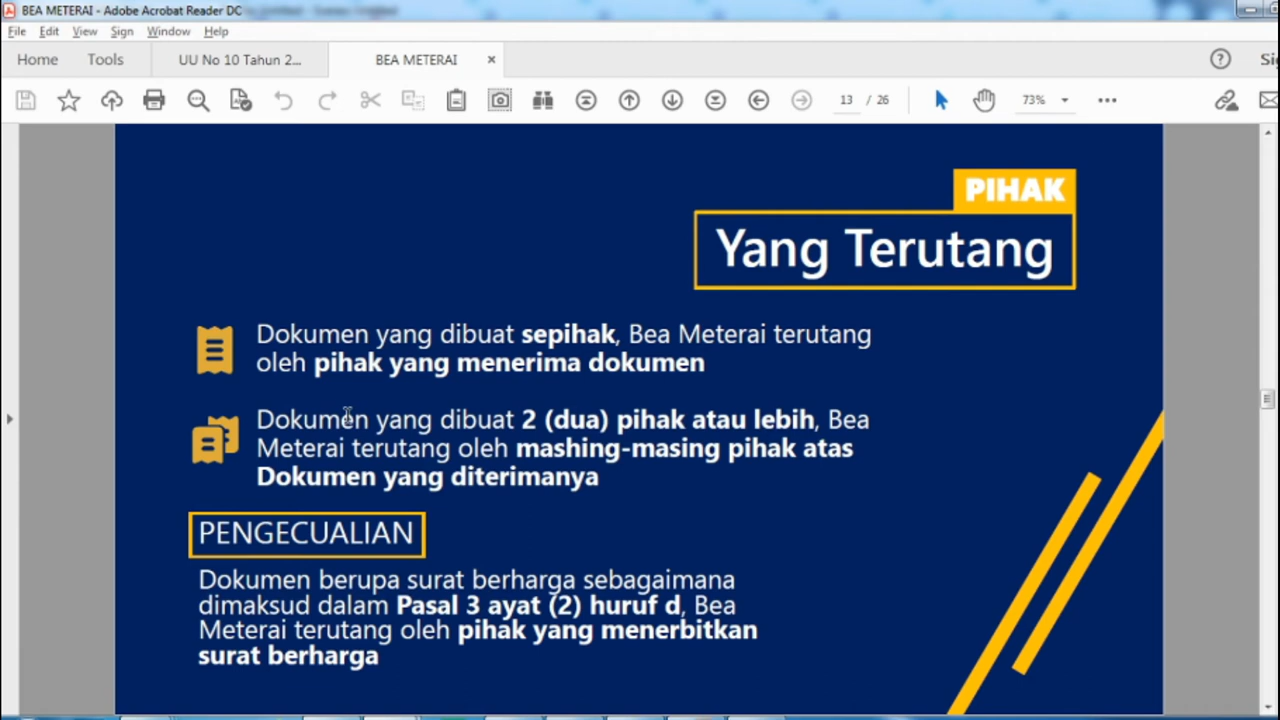 BEA METERAI - Adobe Acrobat Reader DC
File Edit View Sign Window Help
Home Tools UU No 10 Tahun 2... BEA METERAI ×
13 / 26 73%
PIHAK
Yang Terutang
Dokumen yang dibuat sepihak, Bea Meterai terutang
oleh pihak yang menerima dokumen
Dokumen yang dibuat 2 (dua) pihak atau lebih, Bea
Meterai terutang oleh mashing-masing pihak atas
Dokumen yang diterimanya
PENGECUALIAN
Dokumen berupa surat berharga sebagaimana
dimaksud dalam Pasal 3 ayat (2) huruf d, Bea
Meterai terutang oleh pihak yang menerbitkan
surat berharga